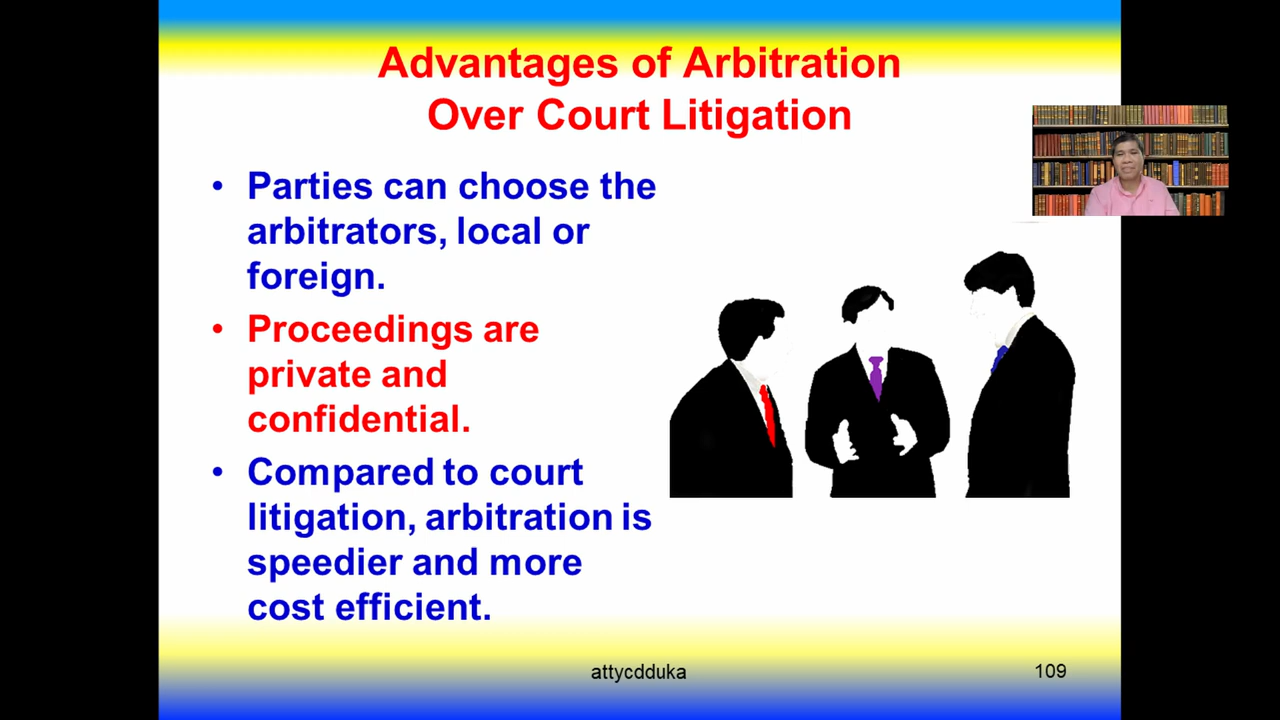 Advantages of Arbitration
Over Court Litigation
• Parties can choose the
arbitrators, local or
foreign.
• Proceedings are
private and
confidential.
• Compared to court
litigation, arbitration is
speedier and more
cost efficient.
attycdduka
109